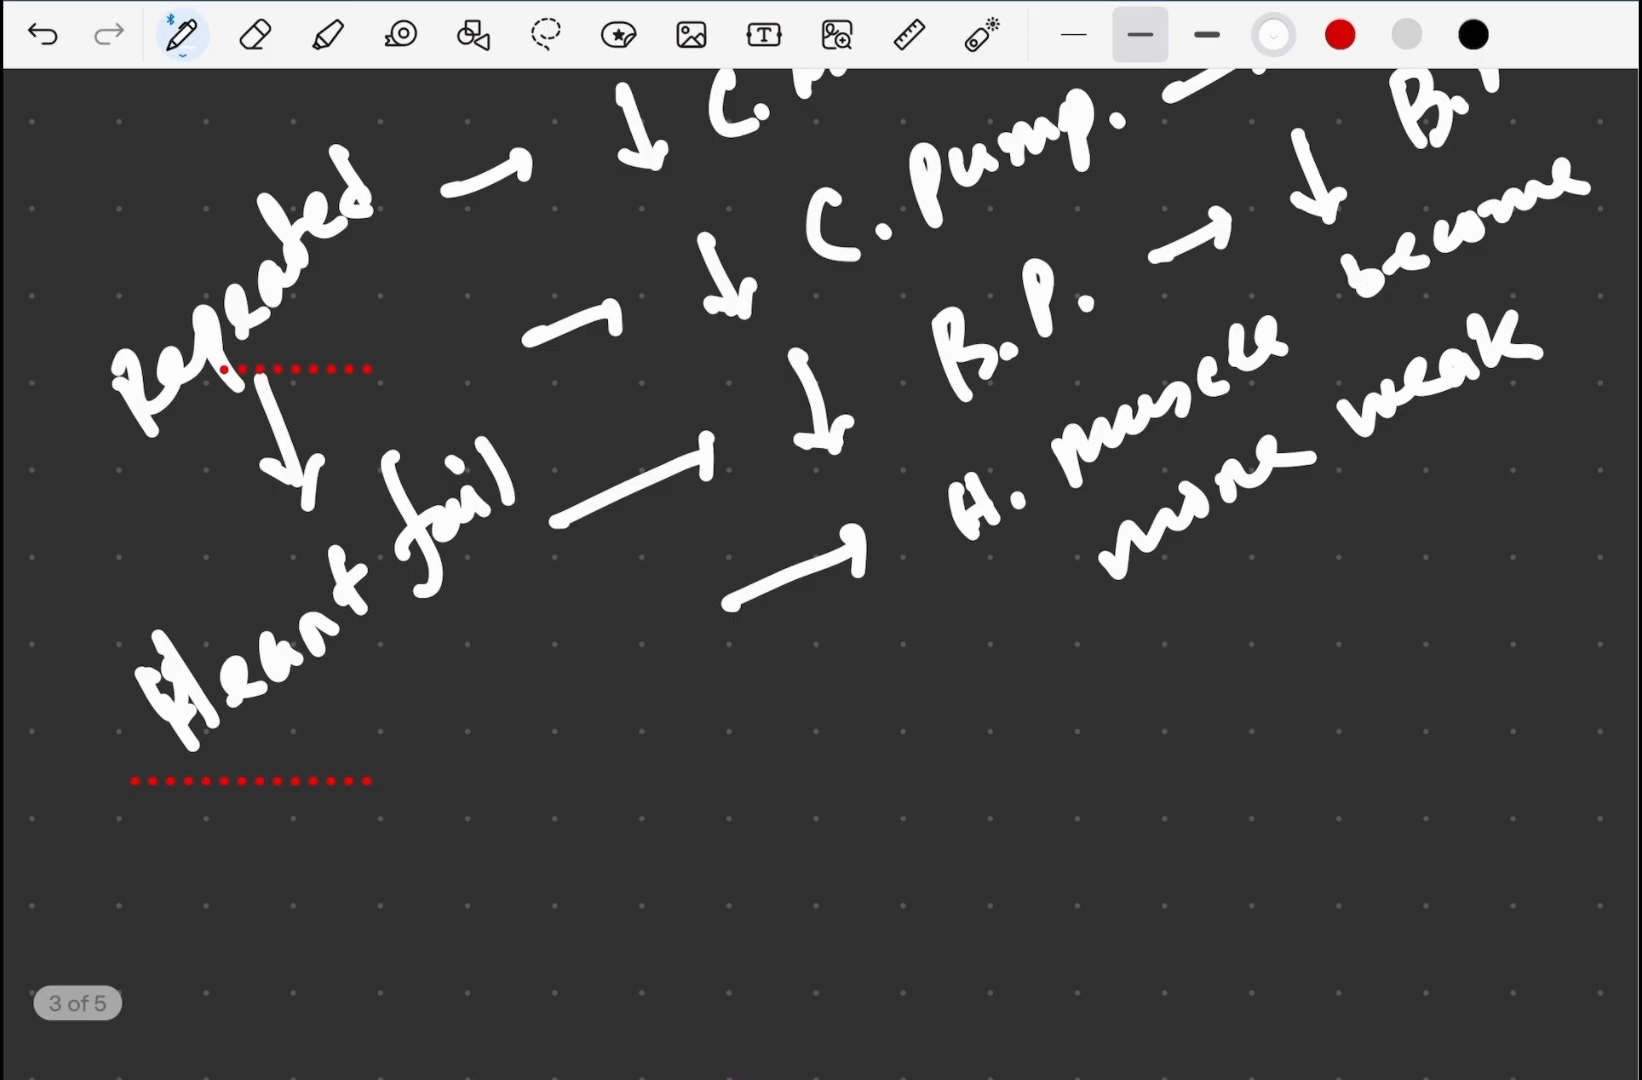 Repeated → ↓ C.
→ ↓ C. Pump. →
↓ B.
↓ Heart fail → ↓ B.P. → ↓
→ H. muscle become
more weak
3 of 5